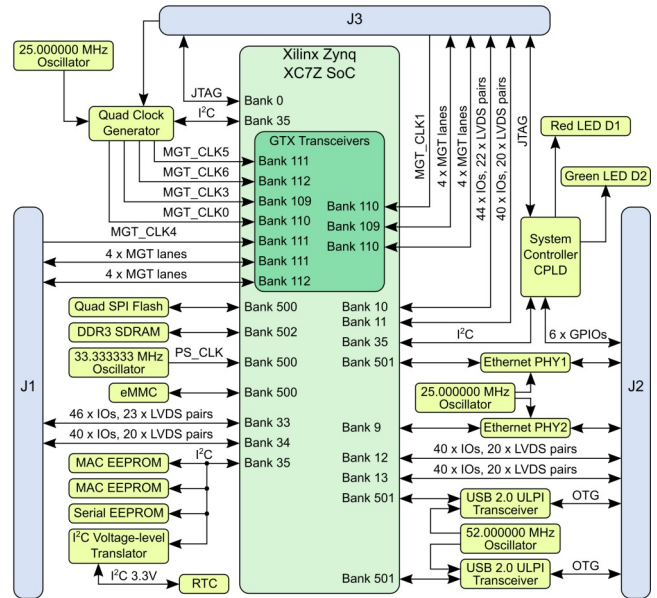 J3
25.000000 MHz
Oscillator
Xilinx Zynq
XC7Z SoC
JTAG
Bank 0
I²C
Bank 35
Quad Clock
Generator
GTX Transceivers
MGT_CLK5
Bank 111
MGT_CLK6
Bank 112
MGT_CLK3
Bank 109
MGT_CLK0
Bank 110
MGT_CLK4
Bank 111
4 x MGT lanes
Bank 111
4 x MGT lanes
Bank 112
Bank 110
Bank 109
Bank 110
MGT_CLK1
4 x MGT lanes
4 x MGT lanes
44 x IOs, 22 x LVDS pairs
40 x IOs, 20 x LVDS pairs
JTAG
Red LED D1
Green LED D2
System
Controller
CPLD
J1
J2
Quad SPI Flash
Bank 500
DDR3 SDRAM
Bank 502
33.333333 MHz
Oscillator
PS_CLK
Bank 500
eMMC
Bank 500
46 x IOs, 23 x LVDS pairs
Bank 33
40 x IOs, 20 x LVDS pairs
Bank 34
MAC EEPROM
I²C
Bank 35
MAC EEPROM
Serial EEPROM
I²C Voltage-level
Translator
I²C 3.3V
RTC
Bank 10
Bank 11
Bank 35
I²C
6 x GPIOs
Bank 501
Ethernet PHY1
25.000000 MHz
Oscillator
Bank 9
Ethernet PHY2
Bank 12
40 x IOs, 20 x LVDS pairs
Bank 13
40 x IOs, 20 x LVDS pairs
Bank 501
USB 2.0 ULPI
Transceiver
OTG
52.000000 MHz
Oscillator
Bank 501
USB 2.0 ULPI
Transceiver
OTG